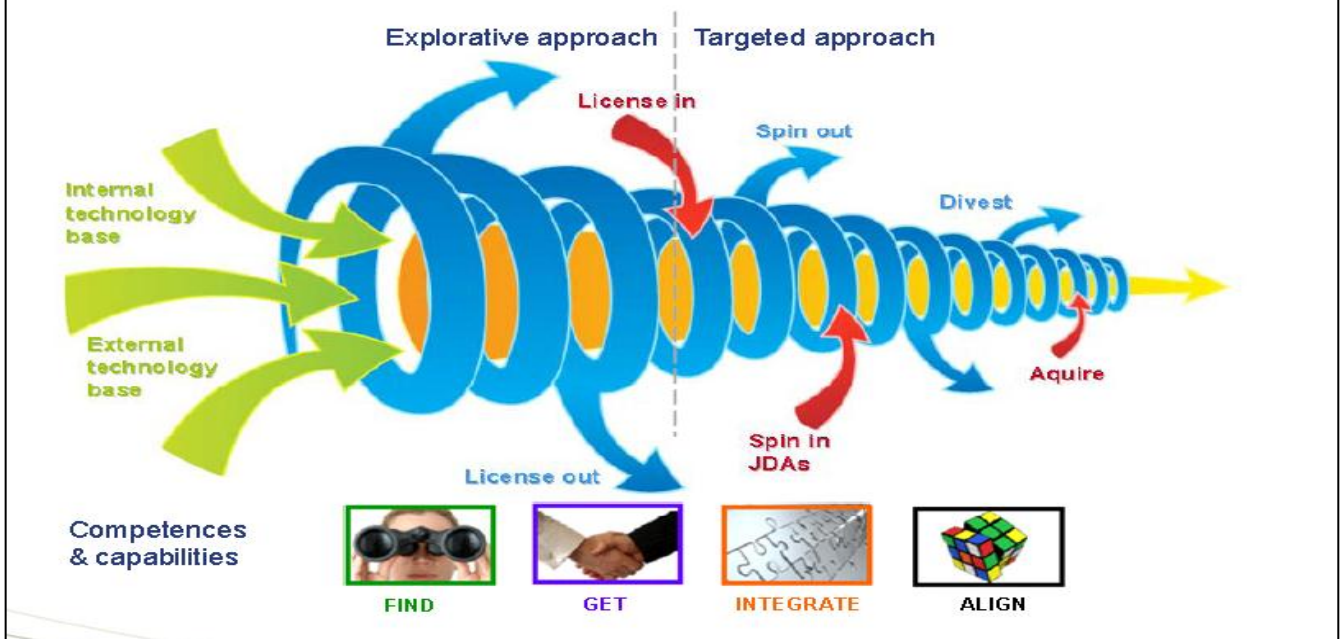 Explorative approach
Targeted approach
License in
Spin out
Internal
technology
base
Divest
External
technology
base
Aquire
Spin in
JDAs
License out
Competences
& capabilities
FIND
GET
INTEGRATE
ALIGN